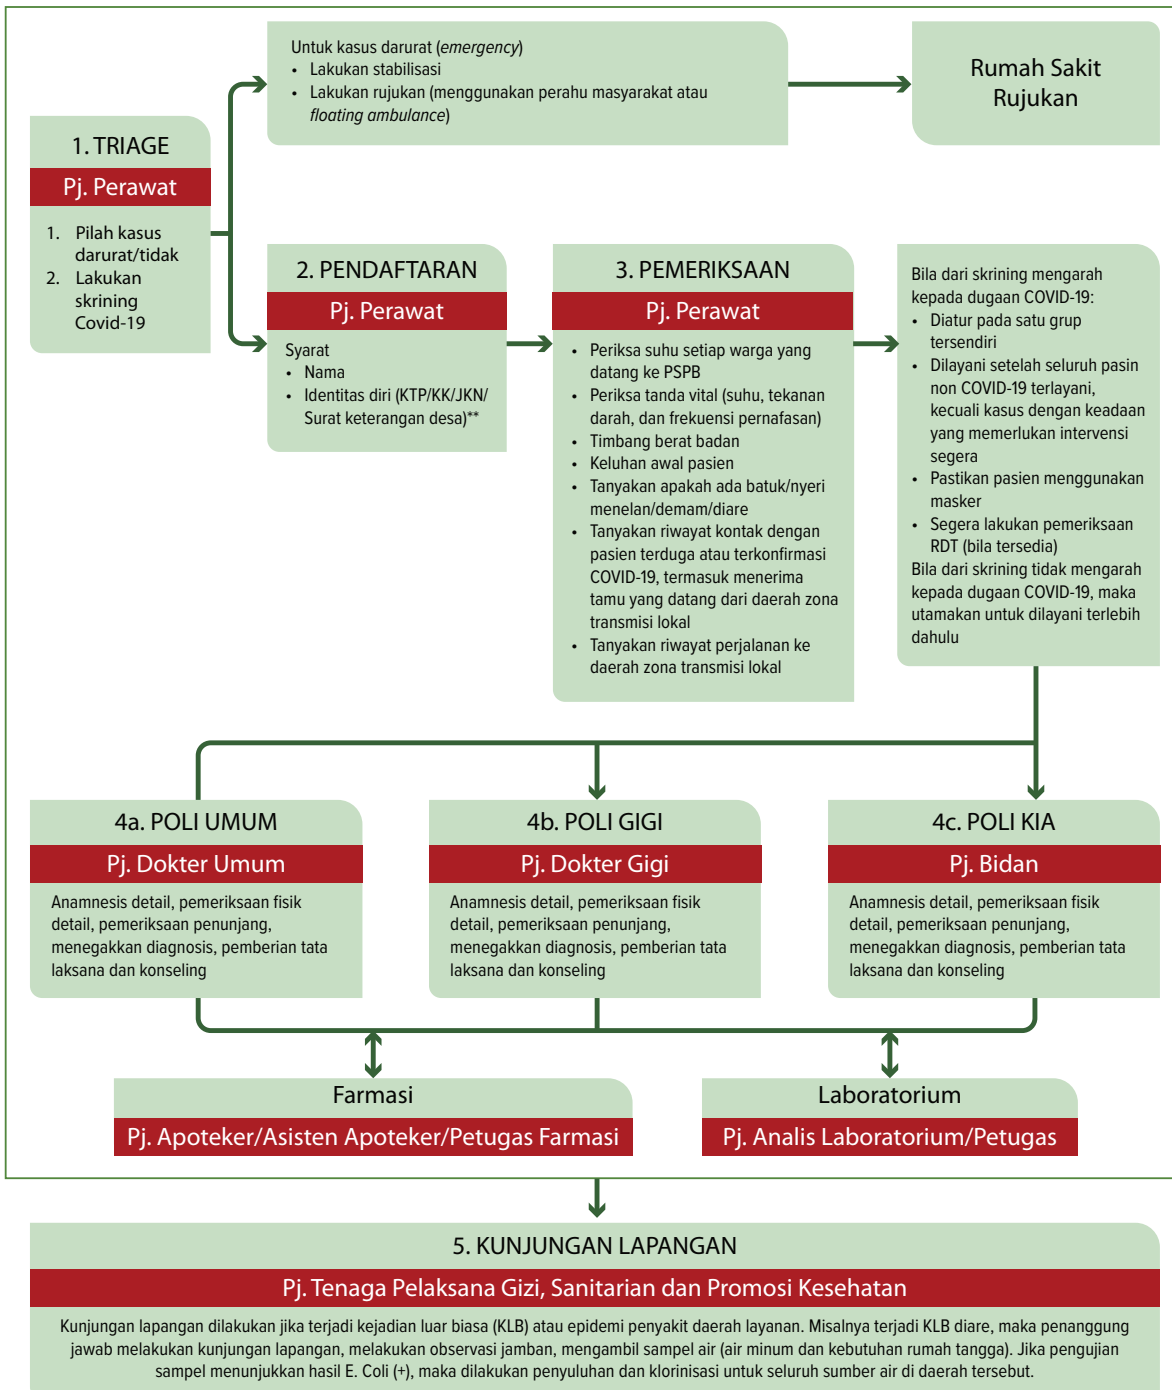 Untuk kasus darurat (emergency)
• Lakukan stabilisasi
• Lakukan rujukan (menggunakan perahu masyarakat atau
floating ambulance)
Rumah Sakit
Rujukan
1. TRIAGE
Pj. Perawat
1. Pilah kasus
darurat/tidak
2. Lakukan
skrining
Covid-19
2. PENDAFTARAN
Pj. Perawat
Syarat
• Nama
• Identitas diri (KTP/KK/JKN/
Surat keterangan desa)**
3. PEMERIKSAAN
Pj. Perawat
• Periksa suhu setiap warga yang
datang ke PSPB
• Periksa tanda vital (suhu, tekanan
darah, dan frekuensi pernafasan)
• Timbang berat badan
• Keluhan awal pasien
• Tanyakan apakah ada batuk/nyeri
menelan/demam/diare
• Tanyakan riwayat kontak dengan
pasien terduga atau terkonfirmasi
COVID-19, termasuk menerima
tamu yang datang dari daerah zona
transmisi lokal
• Tanyakan riwayat perjalanan ke
daerah zona transmisi lokal
Bila dari skrining mengarah
kepada dugaan COVID-19:
• Diatur pada satu grup
tersendiri
• Dilayani setelah seluruh pasin
non COVID-19 terlayani,
kecuali kasus dengan keadaan
yang memerlukan intervensi
segera
• Pastikan pasien menggunakan
masker
• Segera lakukan pemeriksaan
RDT (bila tersedia)
Bila dari skrining tidak mengarah
kepada dugaan COVID-19, maka
utamakan untuk dilayani terlebih
dahulu
4a. POLI UMUM
Pj. Dokter Umum
Anamnesis detail, pemeriksaan fisik
detail, pemeriksaan penunjang,
menegakkan diagnosis, pemberian tata
laksana dan konseling
4b. POLI GIGI
Pj. Dokter Gigi
Anamnesis detail, pemeriksaan fisik
detail, pemeriksaan penunjang,
menegakkan diagnosis, pemberian tata
laksana dan konseling
4c. POLI KIA
Pj. Bidan
Anamnesis detail, pemeriksaan fisik
detail, pemeriksaan penunjang,
menegakkan diagnosis, pemberian tata
laksana dan konseling
Farmasi
Pj. Apoteker/Asisten Apoteker/Petugas Farmasi
Laboratorium
Pj. Analis Laboratorium/Petugas
5. KUNJUNGAN LAPANGAN
Pj. Tenaga Pelaksana Gizi, Sanitarian dan Promosi Kesehatan
Kunjungan lapangan dilakukan jika terjadi kejadian luar biasa (KLB) atau epidemi penyakit daerah layanan. Misalnya terjadi KLB diare, maka penanggung
jawab melakukan kunjungan lapangan, melakukan observasi jamban, mengambil sampel air (air minum dan kebutuhan rumah tangga). Jika pengujian
sampel menunjukkan hasil E. Coli (+), maka dilakukan penyuluhan dan klorinisasi untuk seluruh sumber air di daerah tersebut.